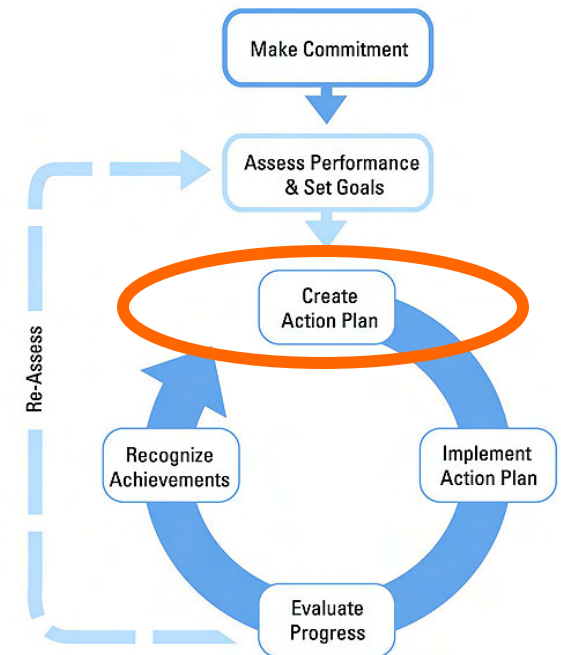 Make Commitment
Assess Performance
& Set Goals
Create
Action Plan
Re-Assess
Recognize
Achievements
Implement
Action Plan
Evaluate
Progress